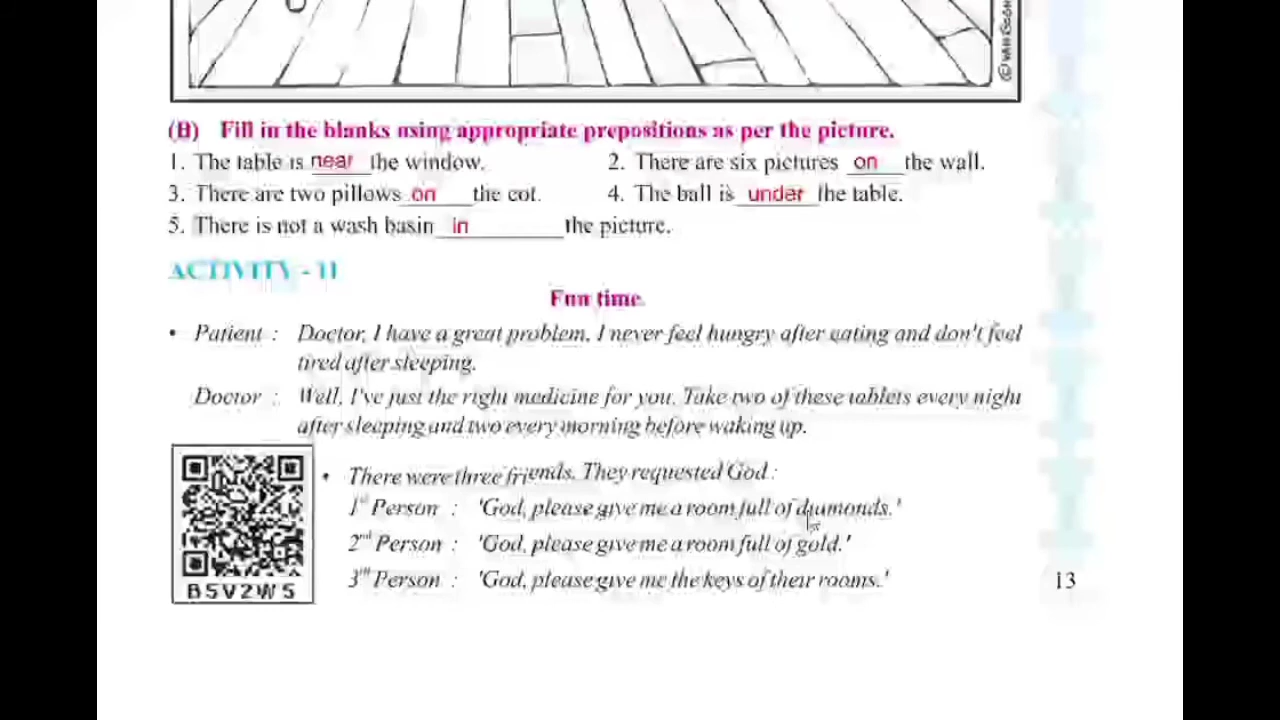 © VAN GOGH
(B) Fill in the blanks using appropriate prepositions as per the picture.
1. The table is near the window. 2. There are six pictures on the wall.
3. There are two pillows on the cot. 4. The ball is under the table.
5. There is not a wash basin in the picture.
ACTIVITY - 11
Fun time.
• Patient : Doctor, I have a great problem. I never feel hungry after eating and don't feel
tired after sleeping.
Doctor : Well, I've just the right medicine for you. Take two of these tablets every night
after sleeping and two every morning before waking up.
• There were three friends. They requested God :
1st Person : 'God, please give me a room full of diamonds.'
2nd Person : 'God, please give me a room full of gold.'
3rd Person : 'God, please give me the keys of their rooms.'
B5V2W5
13